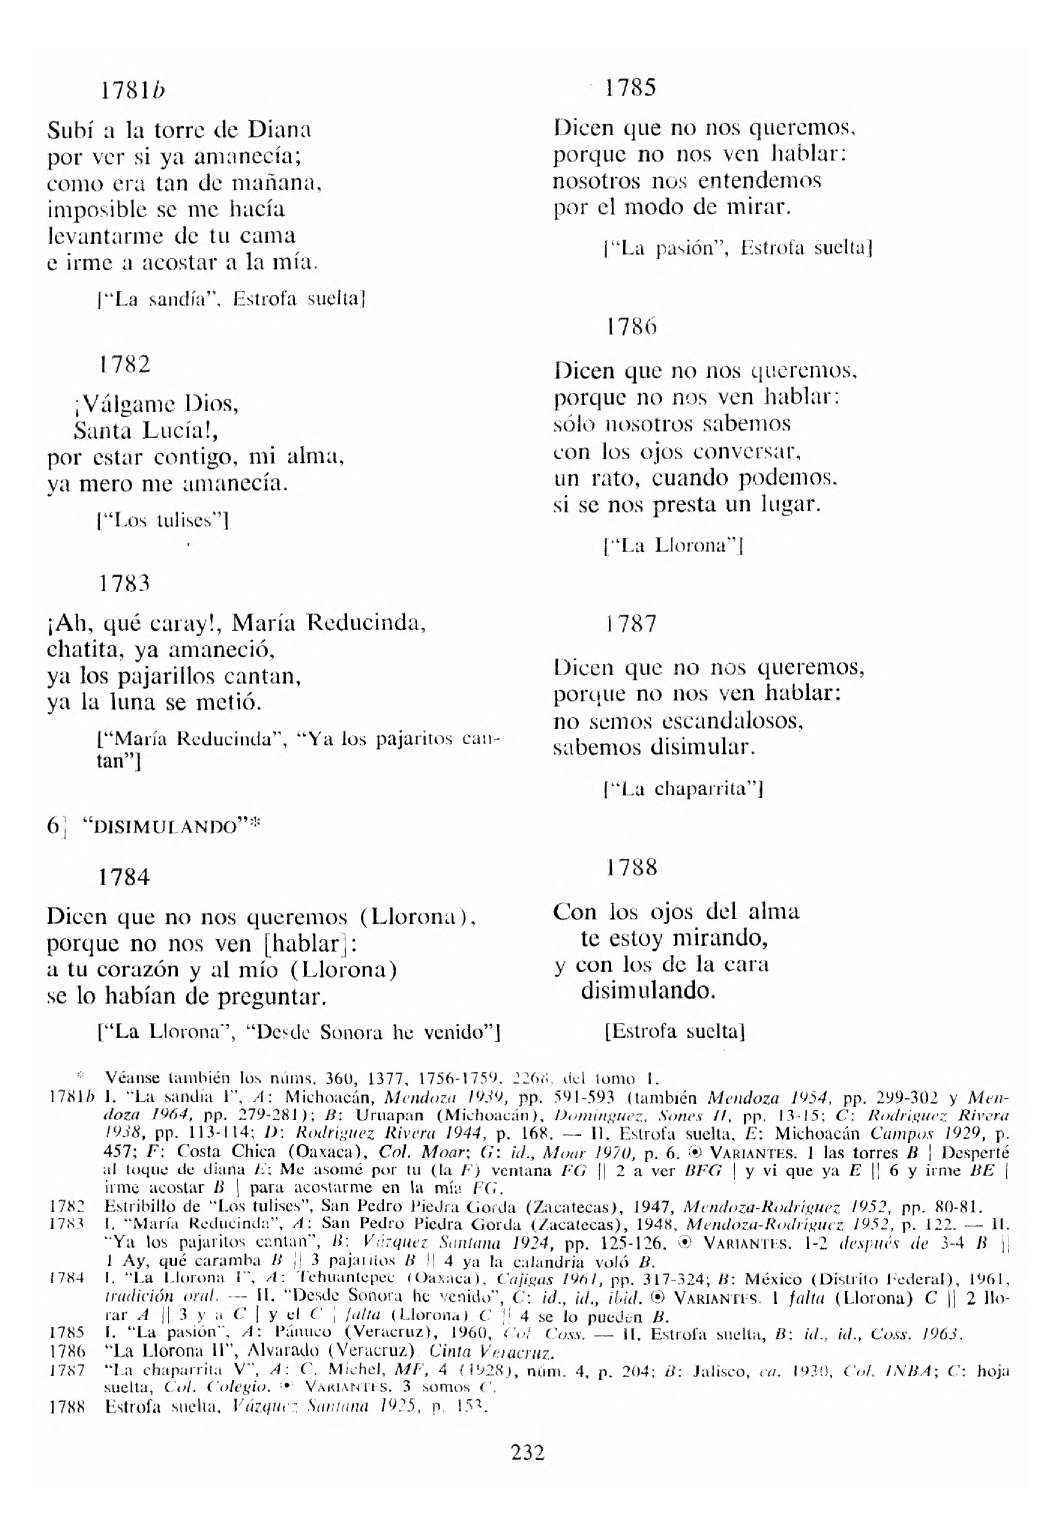 1781b
Subí a la torre de Diana
por ver si ya amanecía;
como era tan de mañana,
imposible se me hacía
levantarme de tu cama
e irme a acostar a la mía.
[“La sandía”, Estrofa suelta]
1782
¡Válgame Dios,
Santa Lucía!,
por estar contigo, mi alma,
ya mero me amanecía.
[“Los tulises”]
1783
¡Ah, qué caray!, María Reducinda,
chatita, ya amaneció,
ya los pajarillos cantan,
ya la luna se metió.
[“María Reducinda”, “Ya los pajaritos can-
tan”]
6] “DISIMULANDO”*
1784
Dicen que no nos queremos (Llorona),
porque no nos ven [hablar]:
a tu corazón y al mío (Llorona)
se lo habían de preguntar.
[“La Llorona”, “Desde Sonora he venido”]
1785
Dicen que no nos queremos,
porque no nos ven hablar:
nosotros nos entendemos
por el modo de mirar.
[“La pasión”, Estrofa suelta]
1786
Dicen que no nos queremos,
porque no nos ven hablar:
sólo nosotros sabemos
con los ojos conversar,
un rato, cuando podemos,
si se nos presta un lugar.
[“La Llorona”]
1787
Dicen que no nos queremos,
porque no nos ven hablar:
no semos escandalosos,
sabemos disimular.
[“La chaparrita”]
1788
Con los ojos del alma
te estoy mirando,
y con los de la cara
disimulando.
[Estrofa suelta]
* Véanse también los núms. 360, 1377, 1756-1759, 2268, del tomo 1.
1781b I. “La sandía I”, A: Michoacán, Mendoza 1939, pp. 591-593 (también Mendoza 1954, pp. 299-302 y Men-
doza 1964, pp. 279-281); B: Uruapan (Michoacán), Domínguez, Sones II, pp. 13-15; C: Rodríguez Rivera
1938, pp. 113-114; D: Rodríguez Rivera 1944, p. 168. — II. Estrofa suelta, E: Michoacán Campos 1929, p.
457; F: Costa Chica (Oaxaca), Col. Moar; G: id., Moar 1970, p. 6. ⦿ VARIANTES. 1 las torres B | Desperté
al toque de diana E; Me asomé por tu (la F) ventana FG || 2 a ver BFG | y vi que ya E || 6 y irme BE |
irme acostar B | para acostarme en la mía FG.
1782 Estribillo de “Los tulises”, San Pedro Piedra Gorda (Zacatecas), 1947, Mendoza-Rodríguez 1952, pp. 80-81.
1783 I. “María Reducinda”, A: San Pedro Piedra Gorda (Zacatecas), 1948, Mendoza-Rodríguez 1952, p. 122. — II.
“Ya los pajaritos cantan”, B: Vázquez Santana 1924, pp. 125-126. ⦿ VARIANTES. 1-2 después de 3-4 B ||
1 Ay, qué caramba B || 3 pajaritos B || 4 ya la calandria voló B.
1784 I. “La Llorona I”, A: Tehuantepec (Oaxaca), Cajigas 1961, pp. 317-324; B: México (Distrito Federal), 1961,
tradición oral. — II. “Desde Sonora he venido”, C: id., id., ibid. ⦿ VARIANTES. 1 falta (Llorona) C || 2 llo-
rar A || 3 y a C | y el C | falta (Llorona) C || 4 se lo pueden B.
1785 I. “La pasión”, A: Pánuco (Veracruz), 1960, Col. Coss. — II. Estrofa suelta, B: id., id., Coss. 1963.
1786 “La Llorona II”, Alvarado (Veracruz) Cinta Veracruz.
1787 “La chaparrita V”, A: C. Michel, MF, 4 (1928), núm. 4, p. 204; B: Jalisco, ca. 1930, Col. INBA; C: hoja
suelta, Col. Colegio. ⦿ VARIANTES. 3 somos C.
1788 Estrofa suelta, Vázquez Santana 1925, p. 153.
232